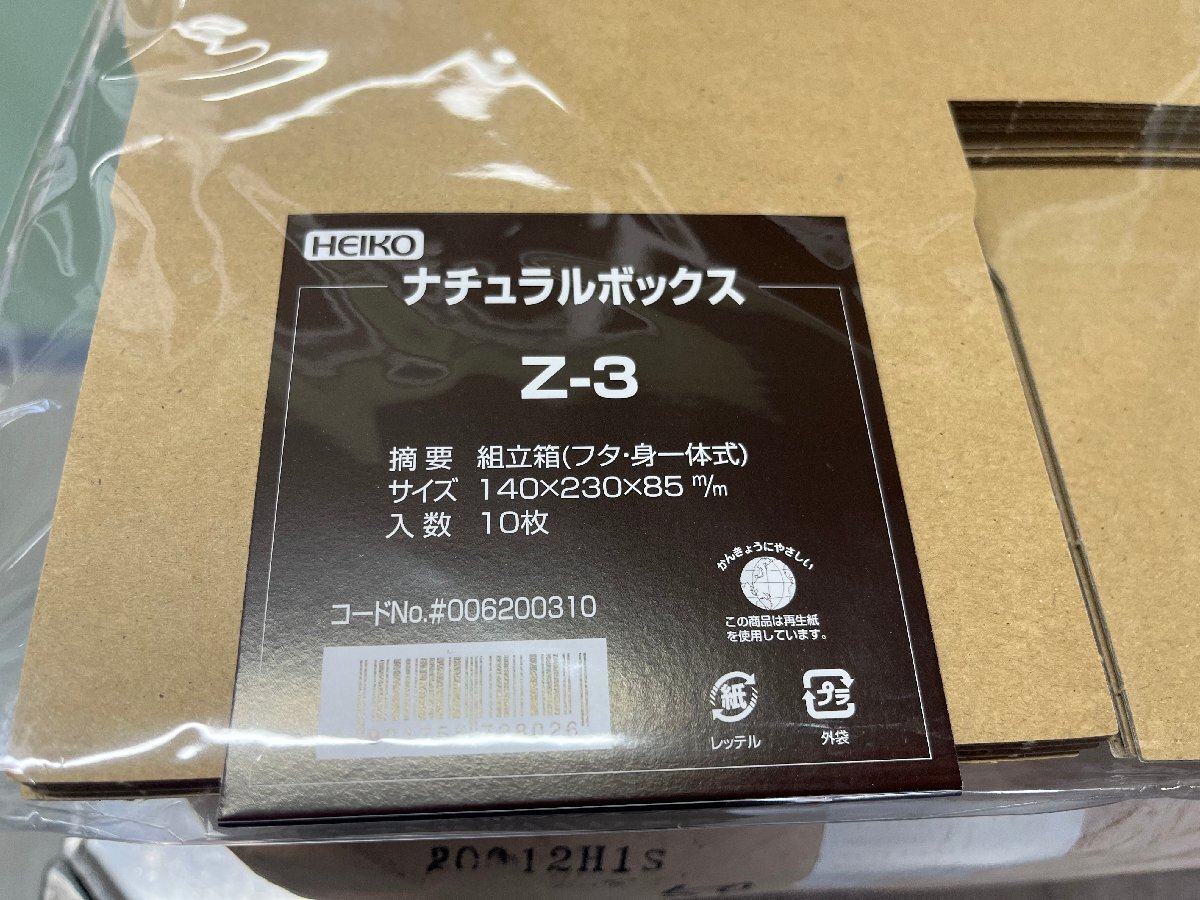 HEIKO
ナチュラルボックス
Z-3
摘要 組立箱(フタ・身一体式)
サイズ 140×230×85 m/m
入数 10枚
かんきょうにやさしい
この商品は再生紙
を使用しています。
コードNo.#006200310
紙
レッテル
プラ
外袋